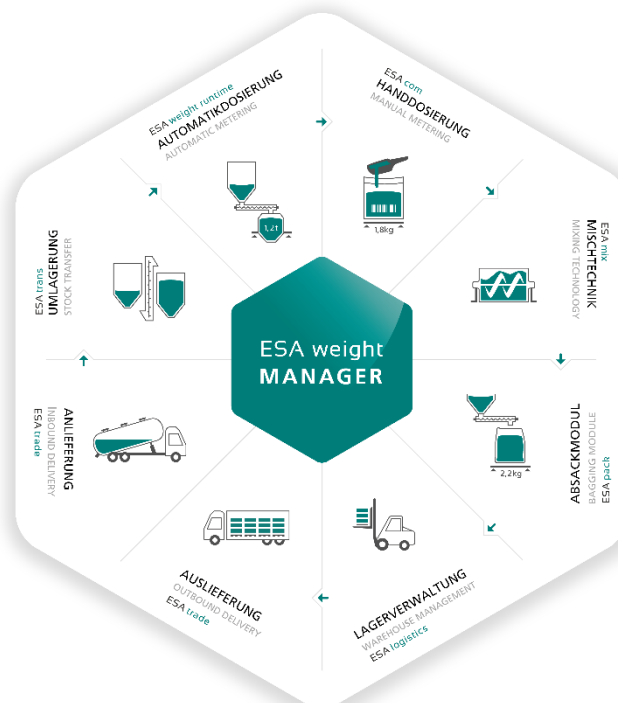 ESA weight runtime
AUTOMATIKDOSIERUNG
AUTOMATIC METERING
1,2t
ESA com
HANDDOSIERUNG
MANUAL METERING
1,8kg
ESA mix
MISCHTECHNIK
MIXING TECHNOLOGY
ABSACKMODUL
BAGGING MODULE
ESA pack
2,2kg
LAGERVERWALTUNG
WAREHOUSE MANAGEMENT
ESA logistics
AUSLIEFERUNG
OUTBOUND DELIVERY
ESA trade
ANLIEFERUNG
INBOUND DELIVERY
ESA trade
ESA trans
UMLAGERUNG
STOCK TRANSFER
ESA weight
MANAGER